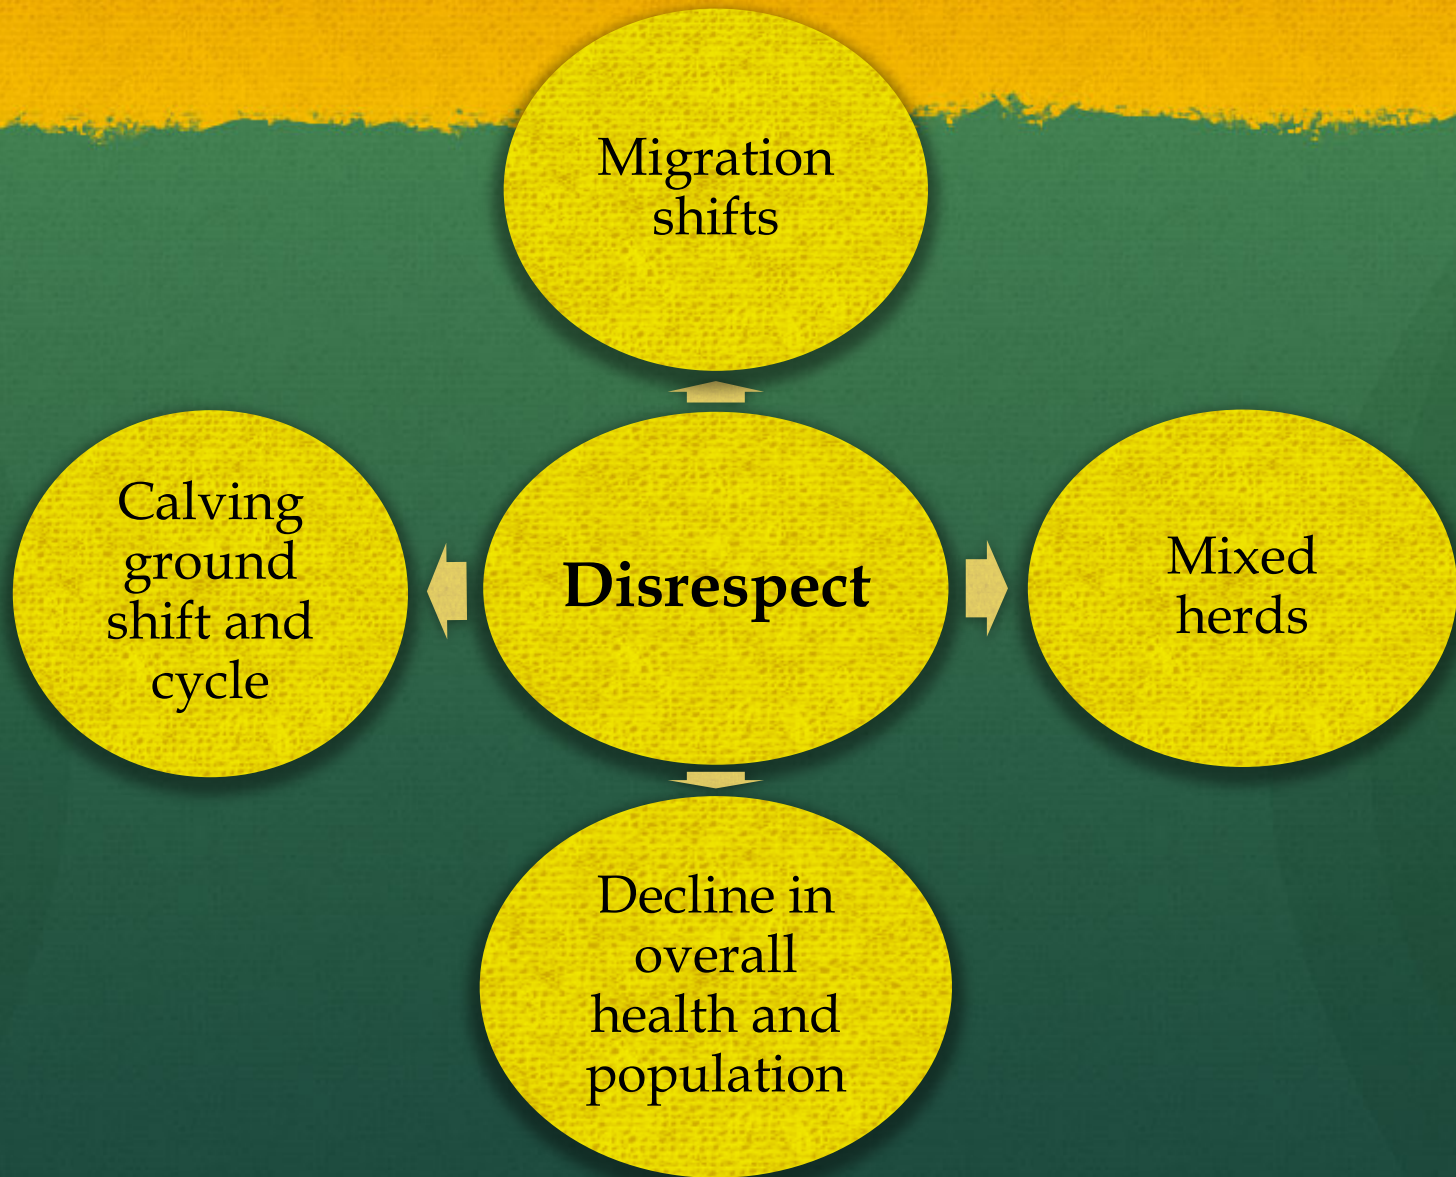 Migration
shifts
Calving
ground
shift and
cycle
Disrespect
Mixed
herds
Decline in
overall
health and
population